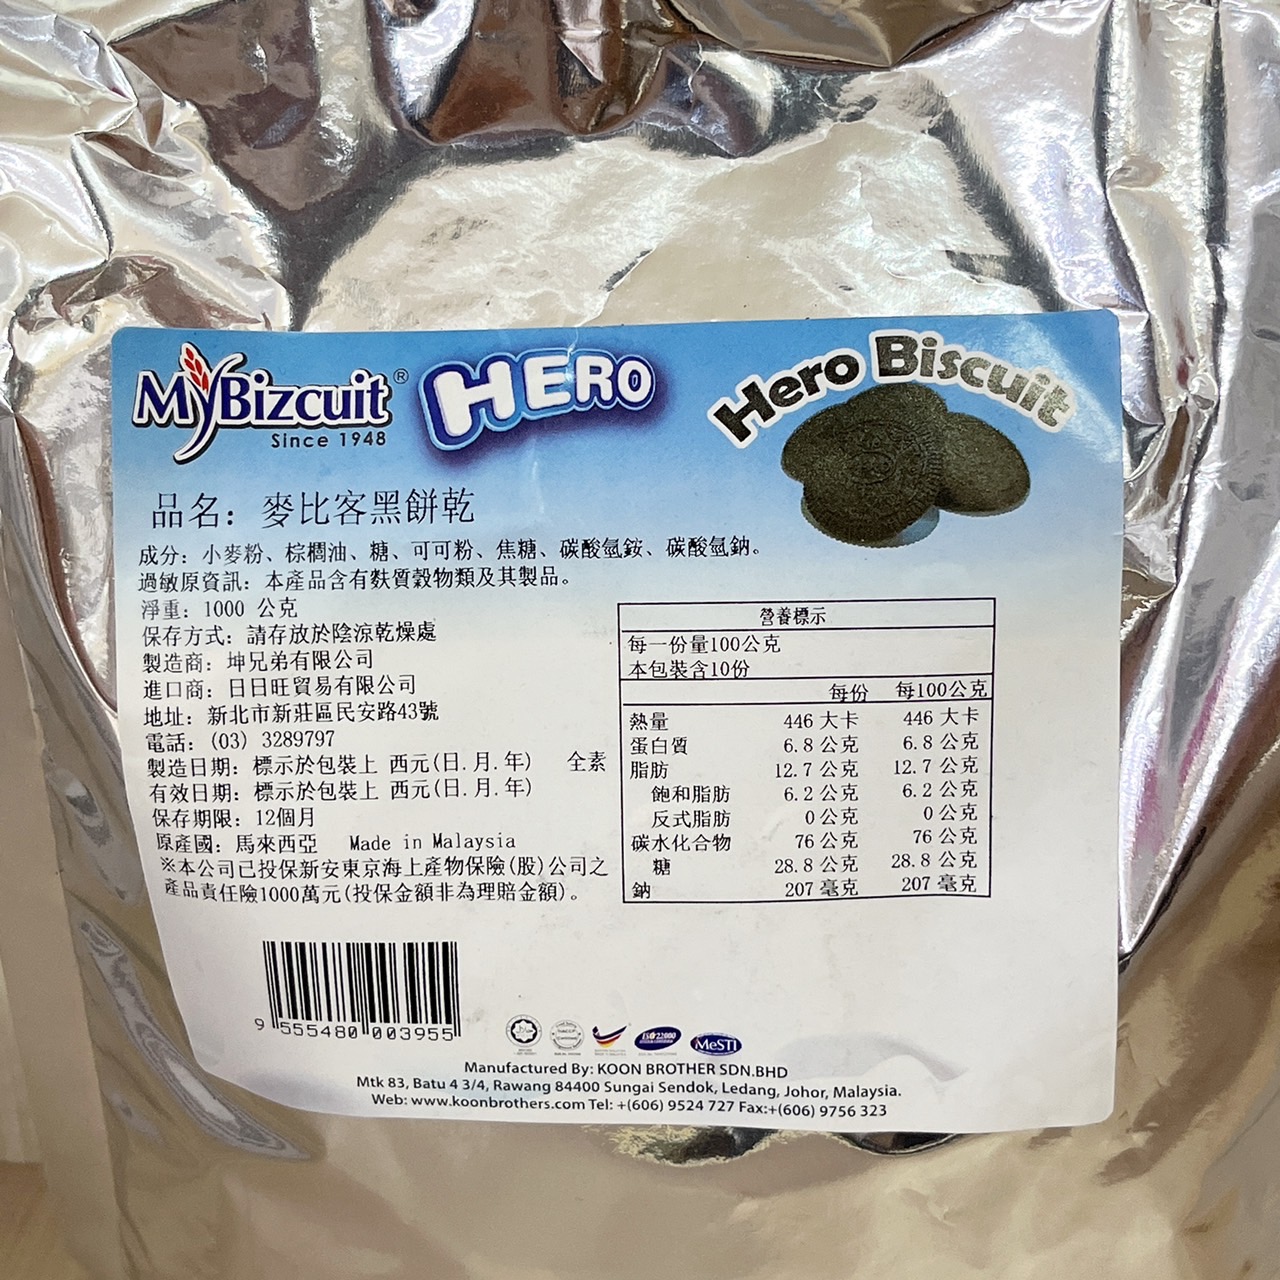 MyBizcuit®
Since 1948
HERO
Hero Biscuit
品名：麥比客黑餅乾
成分：小麥粉、棕櫚油、糖、可可粉、焦糖、碳酸氫銨、碳酸氫鈉。
過敏原資訊：本產品含有麩質穀物類及其製品。
淨重：1000 公克
保存方式：請存放於陰涼乾燥處
製造商：坤兄弟有限公司
進口商：日日旺貿易有限公司
地址：新北市新莊區民安路43號
電話：(03) 3289797
製造日期：標示於包裝上 西元(日.月.年) 全素
有效日期：標示於包裝上 西元(日.月.年)
保存期限：12個月
原產國：馬來西亞 Made in Malaysia
※本公司已投保新安東京海上產物保險(股)公司之
產品責任險1000萬元(投保金額非為理賠金額)。
營養標示
每一份量100公克
本包裝含10份
每份 每100公克
熱量 446 大卡 446 大卡
蛋白質 6.8 公克 6.8 公克
脂肪 12.7 公克 12.7 公克
飽和脂肪 6.2 公克 6.2 公克
反式脂肪 0 公克 0 公克
碳水化合物 76 公克 76 公克
糖 28.8 公克 28.8 公克
鈉 207 毫克 207 毫克
9 555480 003955
HACCP
ISO 22000
MeSTI
Manufactured By: KOON BROTHER SDN.BHD
Mtk 83, Batu 4 3/4, Rawang 84400 Sungai Sendok, Ledang, Johor, Malaysia.
Web: www.koonbrothers.com Tel: +(606) 9524 727 Fax:+(606) 9756 323